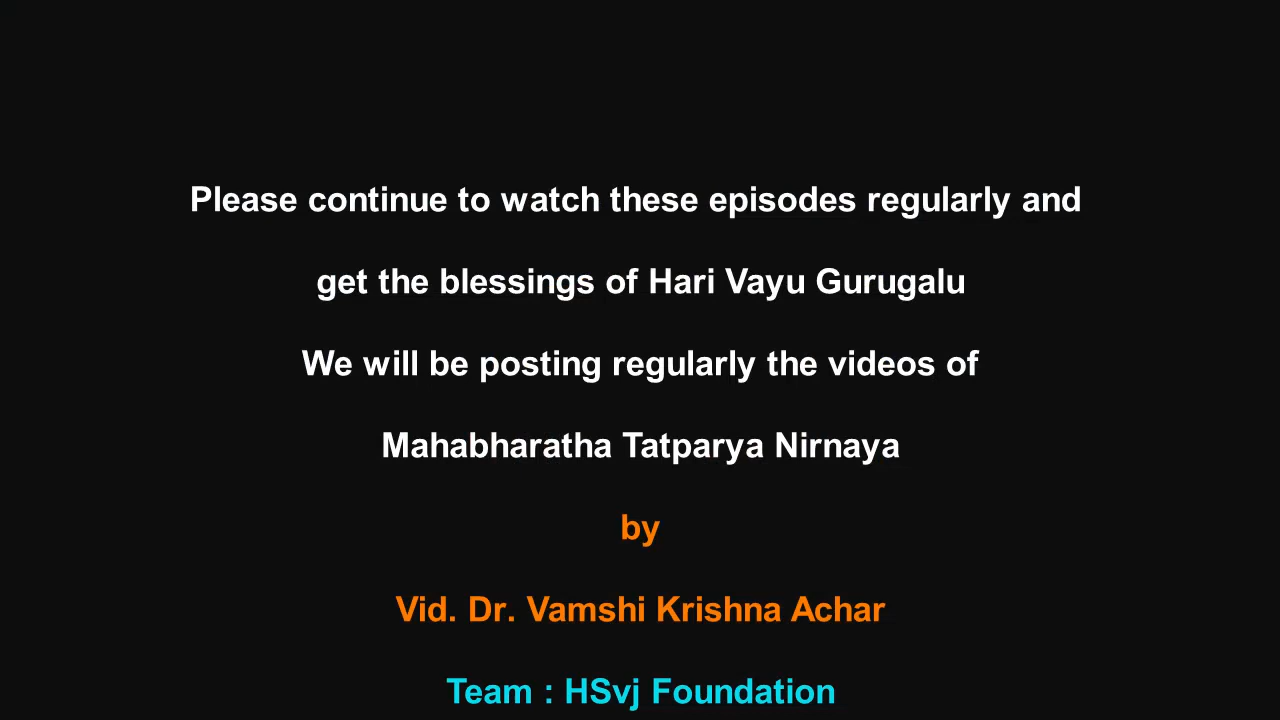 Please continue to watch these episodes regularly and
get the blessings of Hari Vayu Gurugalu
We will be posting regularly the videos of
Mahabharatha Tatparya Nirnaya
by
Vid. Dr. Vamshi Krishna Achar
Team : HSvj Foundation